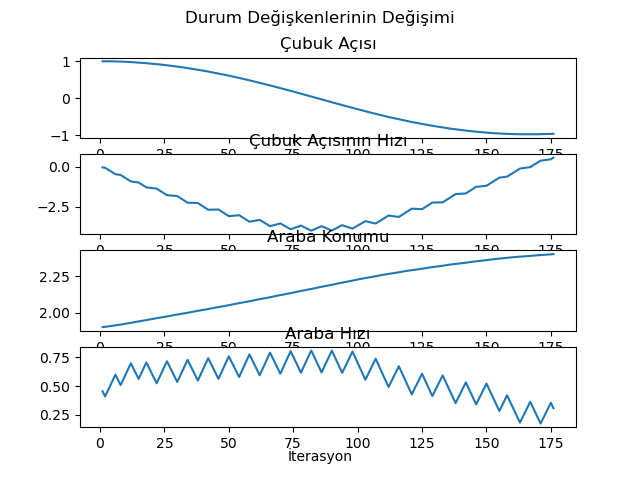 Durum Değişkenlerinin Değişimi
Çubuk Açısı
1
0
−1
0 25 50 75 100 125 150 175
Çubuk Açısının Hızı
0.0
−2.5
0 25 50 75 100 125 150 175
Araba Konumu
2.25
2.00
0 25 50 75 100 125 150 175
Araba Hızı
0.75
0.50
0.25
0 25 50 75 100 125 150 175
İterasyon